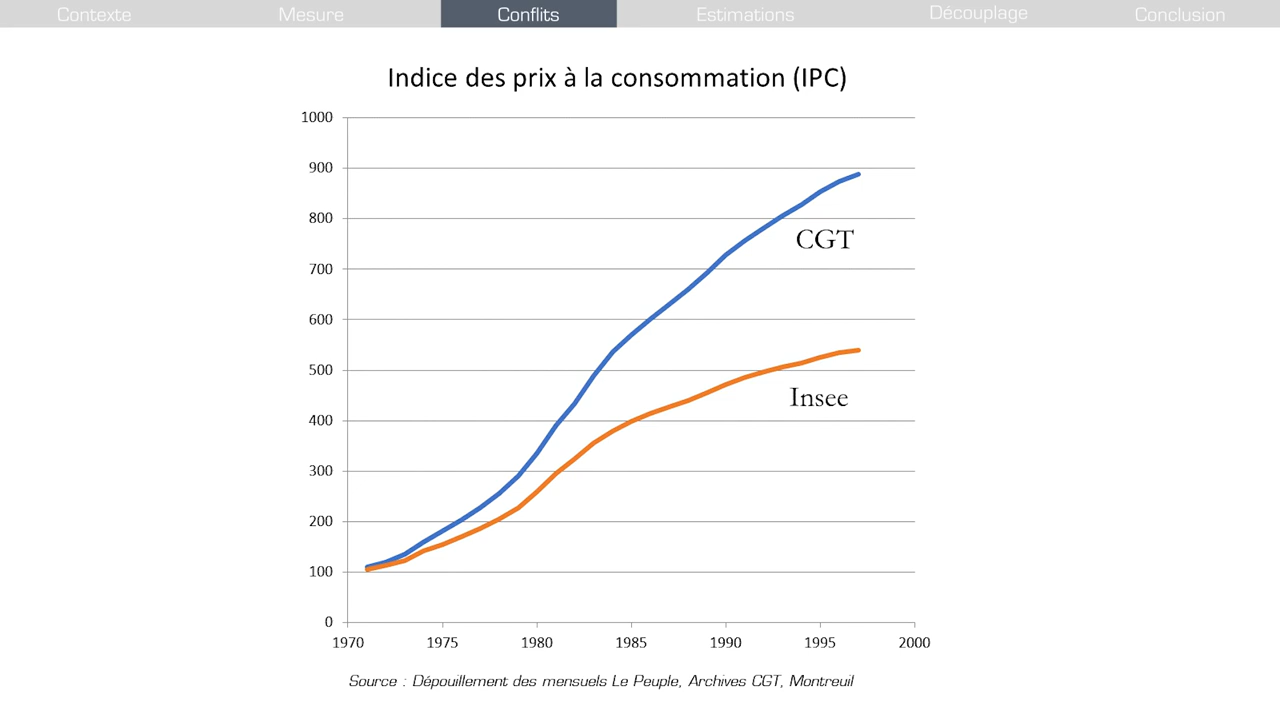 Contexte Mesure Conflits Estimations Découplage Conclusion
Indice des prix à la consommation (IPC)
1000
900
800
700
600
500
400
300
200
100
0
CGT
Insee
1970 1975 1980 1985 1990 1995 2000
Source : Dépouillement des mensuels Le Peuple, Archives CGT, Montreuil